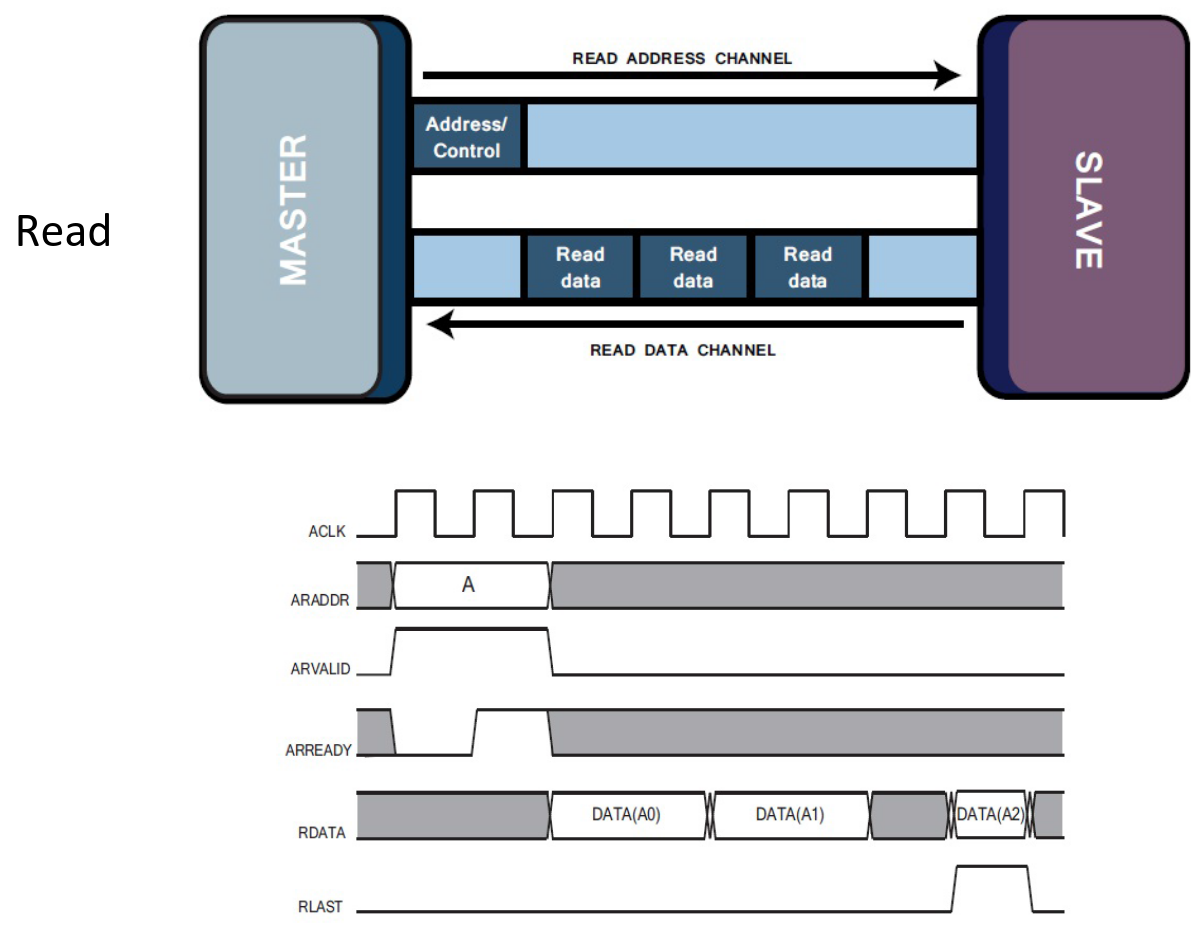 READ ADDRESS CHANNEL
Address/
Control
MASTER
SLAVE
Read
Read
data
Read
data
Read
data
READ DATA CHANNEL
ACLK
A
ARADDR
ARVALID
ARREADY
DATA(A0)
DATA(A1)
DATA(A2)
RDATA
RLAST